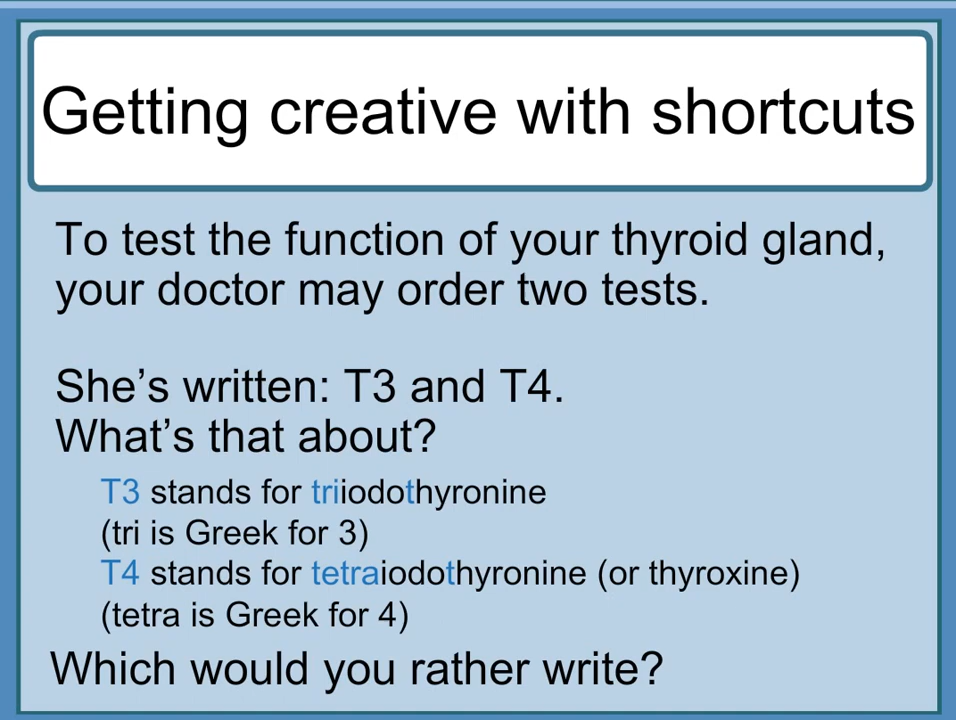 Getting creative with shortcuts
To test the function of your thyroid gland,
your doctor may order two tests.
She’s written: T3 and T4.
What’s that about?
T3 stands for triiodothyronine
(tri is Greek for 3)
T4 stands for tetraiodothyronine (or thyroxine)
(tetra is Greek for 4)
Which would you rather write?